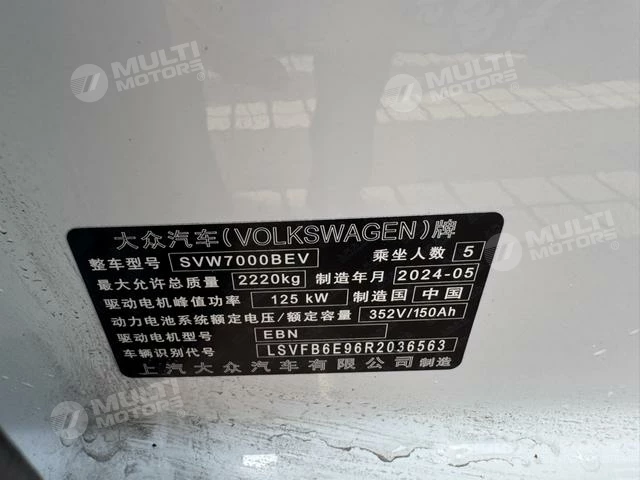 MULTI MOTORS®
MULTI MOTORS®
大众汽车(VOLKSWAGEN)牌
整车型号 SVW7000BEV 乘坐人数 5
最大允许总质量 2220kg 制造年月 2024-05
驱动电机峰值功率 125 kW 制造国 中国
动力电池系统额定电压/额定容量 352V/150Ah
驱动电机型号 EBN
车辆识别代号 LSVFB6E96R2036563
上汽大众汽车有限公司 制造
MULTI MOTORS®
MULTI MOTORS®